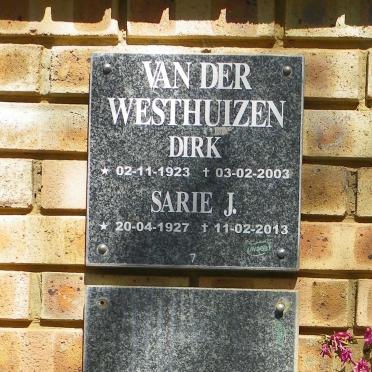 VAN DER
WESTHUIZEN
DIRK
★ 02-11-1923 † 03-02-2003
SARIE J.
★ 20-04-1927 † 11-02-2013
7